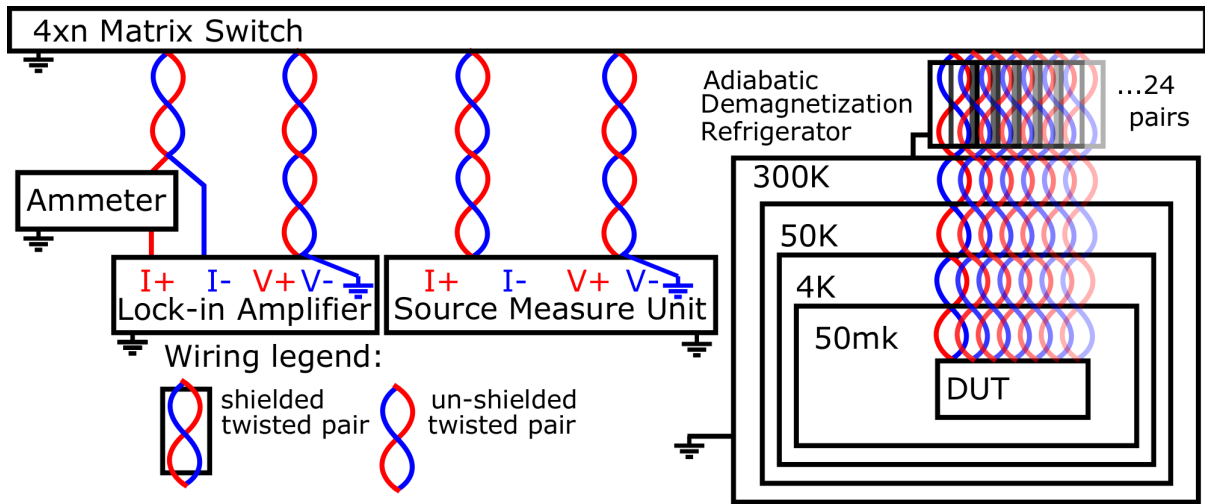 4xn Matrix Switch
Adiabatic
Demagnetization
Refrigerator
...24
pairs
Ammeter
300K
50K
4K
50mk
DUT
I+ I- V+ V-
Lock-in Amplifier
I+ I- V+ V-
Source Measure Unit
Wiring legend:
shielded
twisted pair
un-shielded
twisted pair